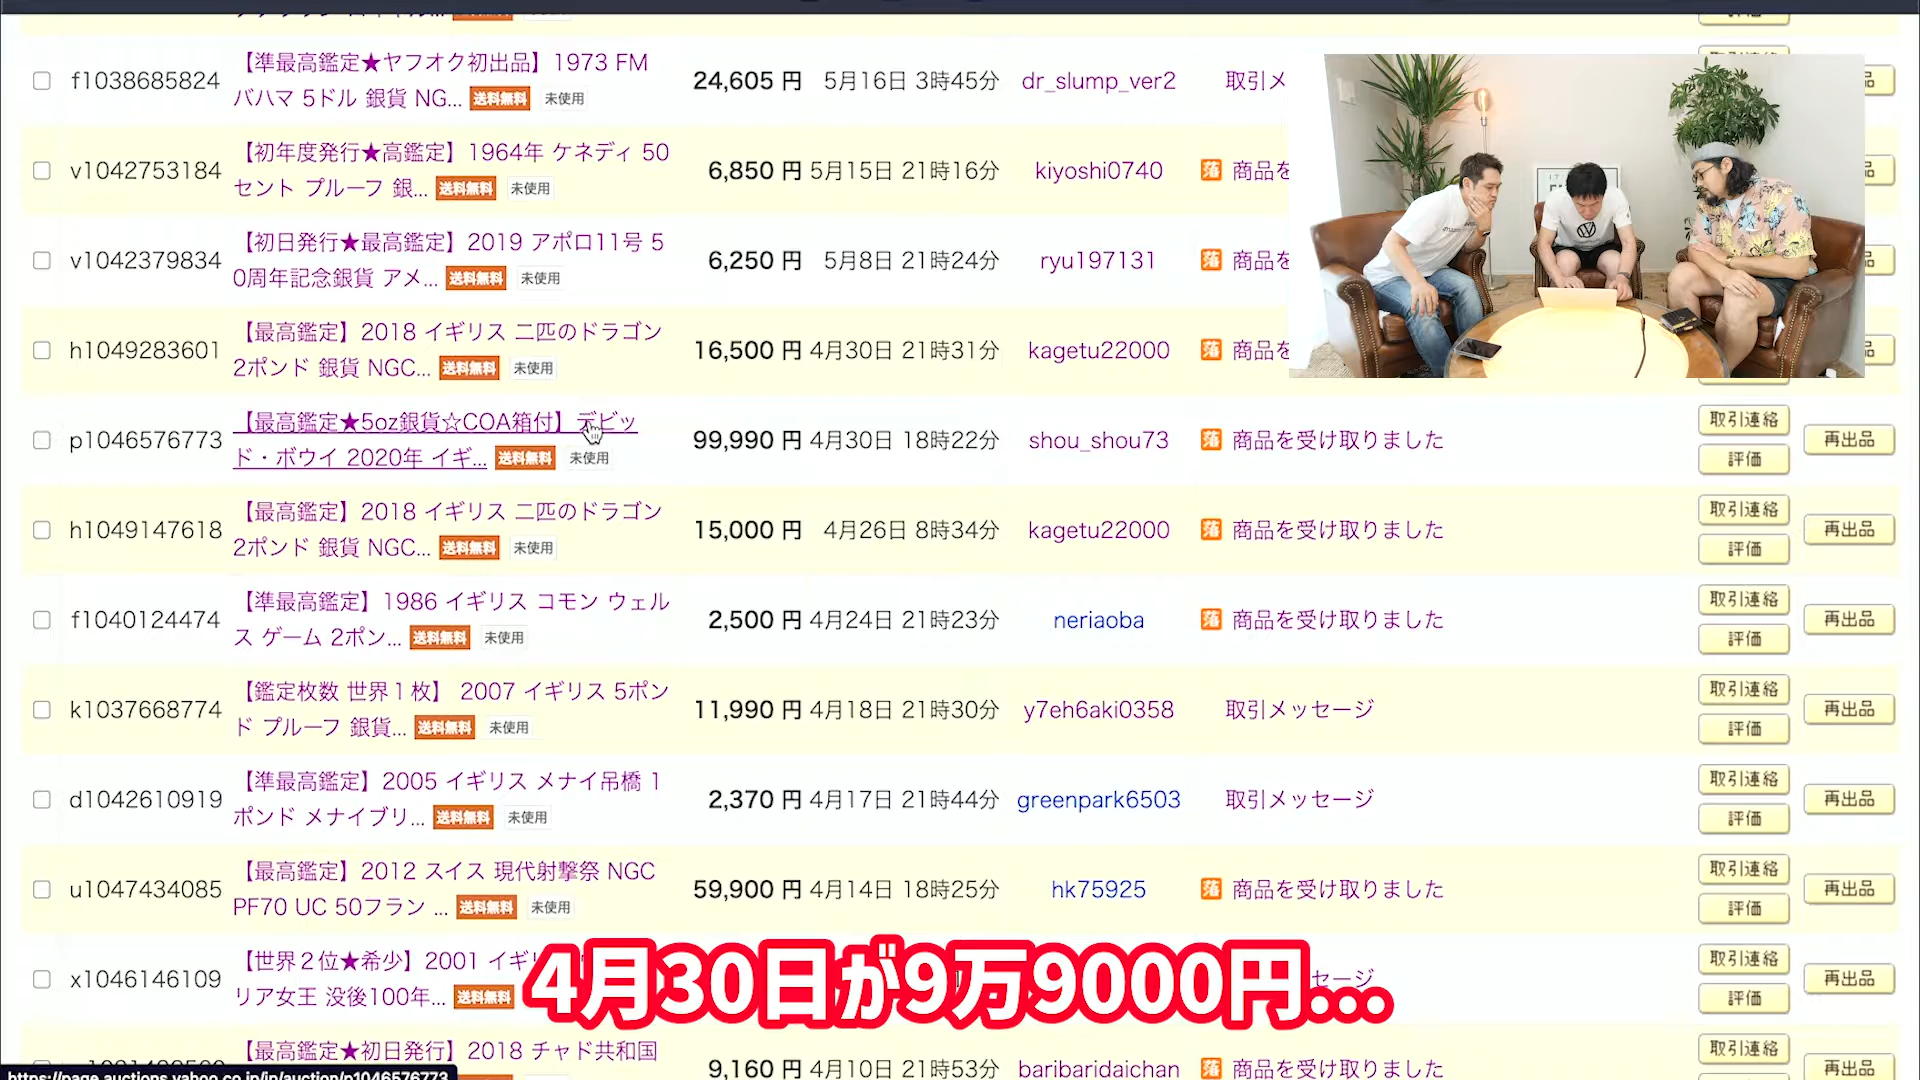 【準最高鑑定★ヤフオク初出品】1973 FM
f1038685824 24,605 円 5月16日 3時45分 dr_slump_ver2 取引メ
バハマ 5ドル 銀貨 NG... 送料無料 未使用
【初年度発行★高鑑定】1964年 ケネディ 50
v1042753184 6,850 円 5月15日 21時16分 kiyoshi0740 落 商品を
セント プルーフ 銀... 送料無料 未使用
【初日発行★最高鑑定】2019 アポロ11号 5
v1042379834 6,250 円 5月8日 21時24分 ryu197131 落 商品を
0周年記念銀貨 アメ... 送料無料 未使用
【最高鑑定】2018 イギリス 二匹のドラゴン
h1049283601 16,500 円 4月30日 21時31分 kagetu22000 落 商品を
2ポンド 銀貨 NGC... 送料無料 未使用
【最高鑑定★5oz銀貨☆COA箱付】デビッ 取引連絡
p1046576773 99,990 円 4月30日 18時22分 shou_shou73 落 商品を受け取りました 再出品
ド・ボウイ 2020年 イギ... 送料無料 未使用 評価
【最高鑑定】2018 イギリス 二匹のドラゴン 取引連絡
h1049147618 15,000 円 4月26日 8時34分 kagetu22000 落 商品を受け取りました 再出品
2ポンド 銀貨 NGC... 送料無料 未使用 評価
【準最高鑑定】1986 イギリス コモン ウェル 取引連絡
f1040124474 2,500 円 4月24日 21時23分 neriaoba 落 商品を受け取りました 再出品
ス ゲーム 2ポン... 送料無料 未使用 評価
【鑑定枚数 世界１枚】 2007 イギリス 5ポン 取引連絡
k1037668774 11,990 円 4月18日 21時30分 y7eh6aki0358 取引メッセージ 再出品
ド プルーフ 銀貨... 送料無料 未使用 評価
【準最高鑑定】2005 イギリス メナイ吊橋 1 取引連絡
d1042610919 2,370 円 4月17日 21時44分 greenpark6503 取引メッセージ 再出品
ポンド メナイブリ... 送料無料 未使用 評価
【最高鑑定】2012 スイス 現代射撃祭 NGC 取引連絡
u1047434085 59,900 円 4月14日 18時25分 hk75925 落 商品を受け取りました 再出品
PF70 UC 50フラン ... 送料無料 未使用 評価
【世界２位★希少】2001 イギ 取引連絡
x1046146109 セージ 再出品
リア女王 没後100年... 送料無料 評価
4月30日が9万9000円...
【最高鑑定★初日発行】2018 チャド共和国 取引連絡
9,160 円 4月10日 21時53分 baribaridaichan 落 商品を受け取りました 再出品
https://page.auctions.yahoo.co.jp/jp/auction/p1046576773